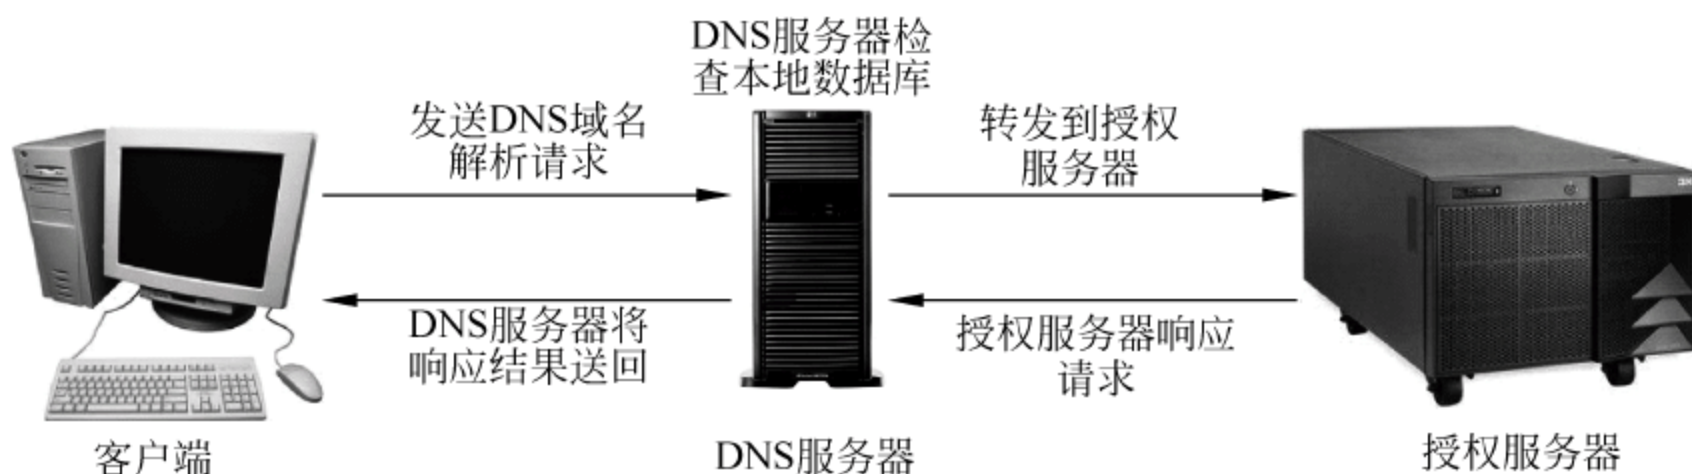 DNS服务器检
查本地数据库
发送DNS域名
解析请求
转发到授权
服务器
DNS服务器将
响应结果送回
授权服务器响应
请求
客户端
DNS服务器
授权服务器